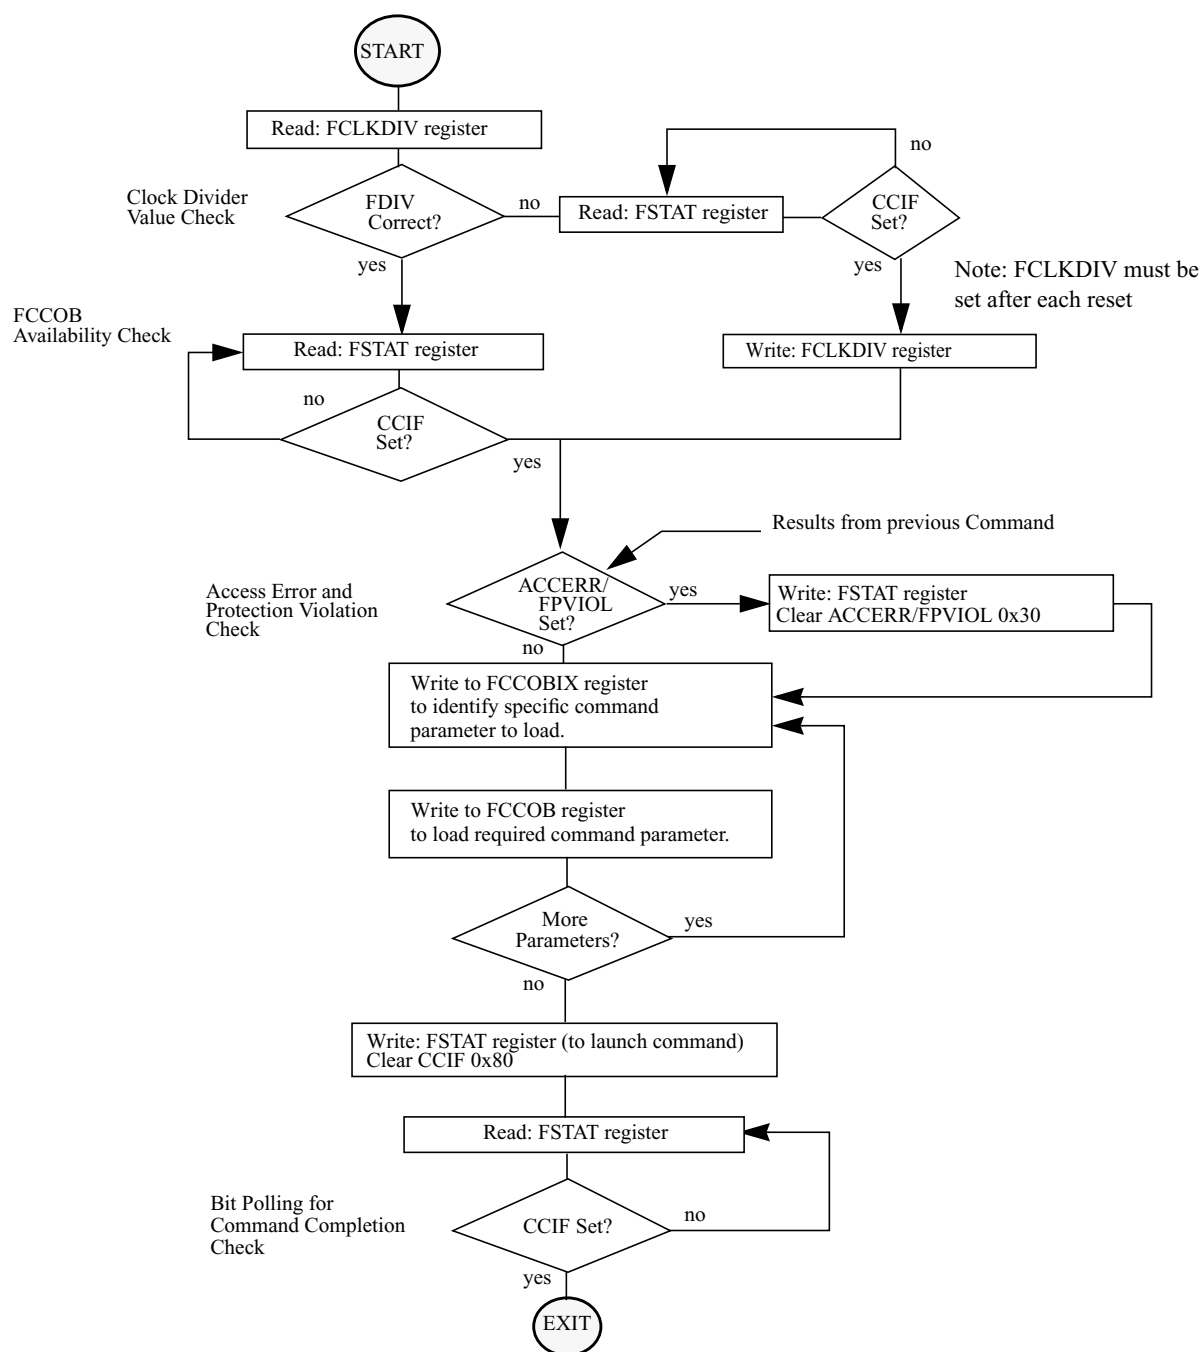 START
Read: FCLKDIV register
no
Clock Divider
Value Check
FDIV
Correct?
no
Read: FSTAT register
CCIF
Set?
yes
yes
Note: FCLKDIV must be
set after each reset
FCCOB
Availability Check
Read: FSTAT register
Write: FCLKDIV register
no
CCIF
Set?
yes
Results from previous Command
Access Error and
Protection Violation
Check
ACCERR/
FPVIOL
Set?
yes
Write: FSTAT register
Clear ACCERR/FPVIOL 0x30
no
Write to FCCOBIX register
to identify specific command
parameter to load.
Write to FCCOB register
to load required command parameter.
More
Parameters?
yes
no
Write: FSTAT register (to launch command)
Clear CCIF 0x80
Read: FSTAT register
Bit Polling for
Command Completion
Check
CCIF Set?
no
yes
EXIT